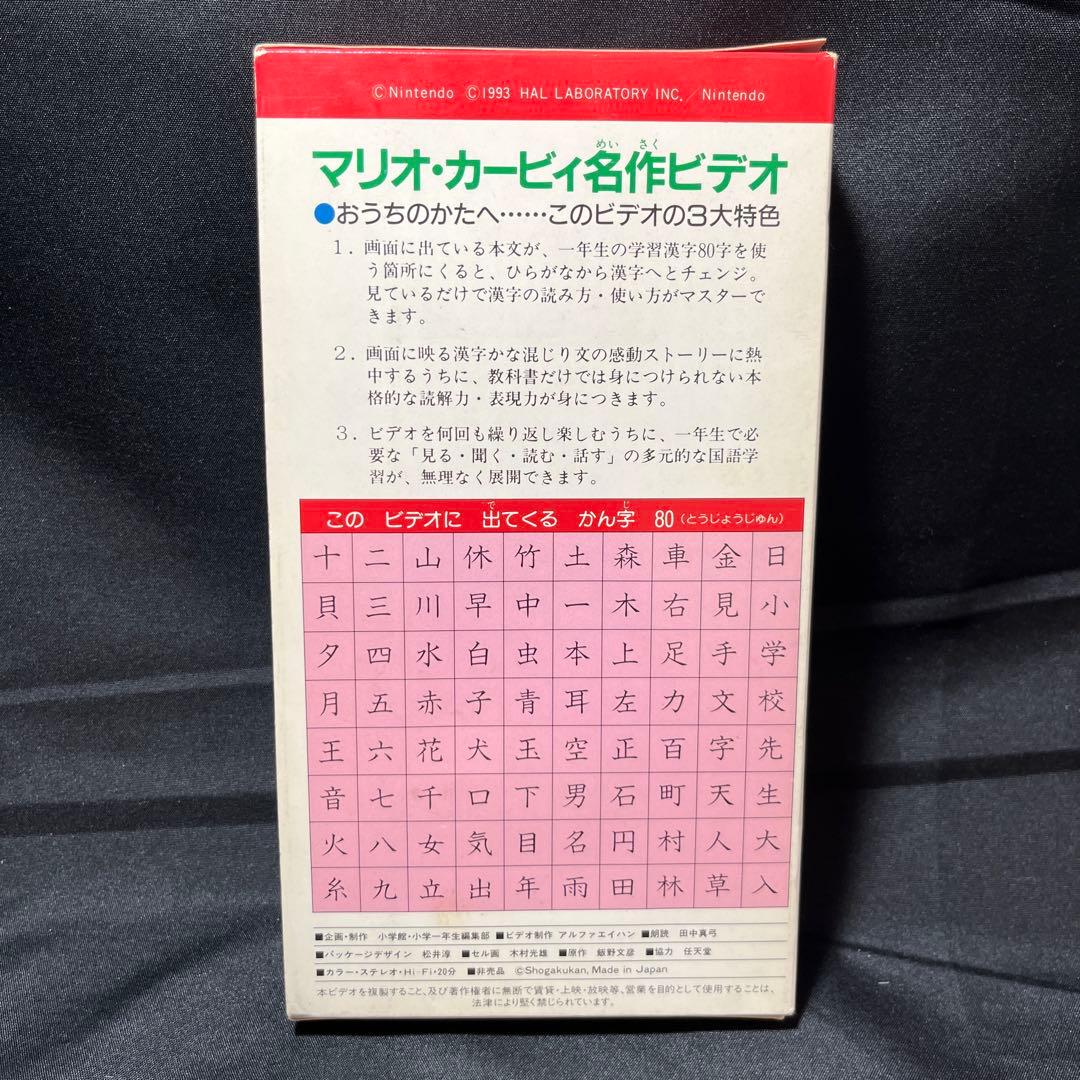 ©Nintendo ©1993 HAL LABORATORY INC.／Nintendo
めい さく
マリオ・カービィ名作ビデオ
●おうちのかたへ……このビデオの3大特色
1．画面に出ている本文が、一年生の学習漢字80字を使
う箇所にくると、ひらがなから漢字へとチェンジ。
見ているだけで漢字の読み方・使い方がマスターで
きます。
2．画面に映る漢字かな混じり文の感動ストーリーに熱
中するうちに、教科書だけでは身につけられない本
格的な読解力・表現力が身につきます。
3．ビデオを何回も繰り返し楽しむうちに、一年生で必
要な「見る・聞く・読む・話す」の多元的な国語学
習が、無理なく展開できます。
で じ
この ビデオに 出てくる かん字 80（とうじょうじゅん）
十 二 山 休 竹 土 森 車 金 日
貝 三 川 早 中 一 木 右 見 小
夕 四 水 白 虫 本 上 足 手 学
月 五 赤 子 青 耳 左 力 文 校
王 六 花 犬 玉 空 正 百 字 先
音 七 千 口 下 男 石 町 天 生
火 八 女 気 目 名 円 村 人 大
糸 九 立 出 年 雨 田 林 草 入
■企画・制作 小学館・小学一年生編集部 ■ビデオ制作 アルファエイハン ■朗読 田中真弓
■パッケージデザイン 松井淳 ■セル画 木村光雄 ■原作 飯野文彦 ■協力 任天堂
■カラー・ステレオ・Hi-Fi・20分 ■非売品 ©Shogakukan, Made in Japan
本ビデオを複製すること、及び著作権者に無断で賃貸・上映・放映等、営業を目的として使用することは、
法律により堅く禁じられています。